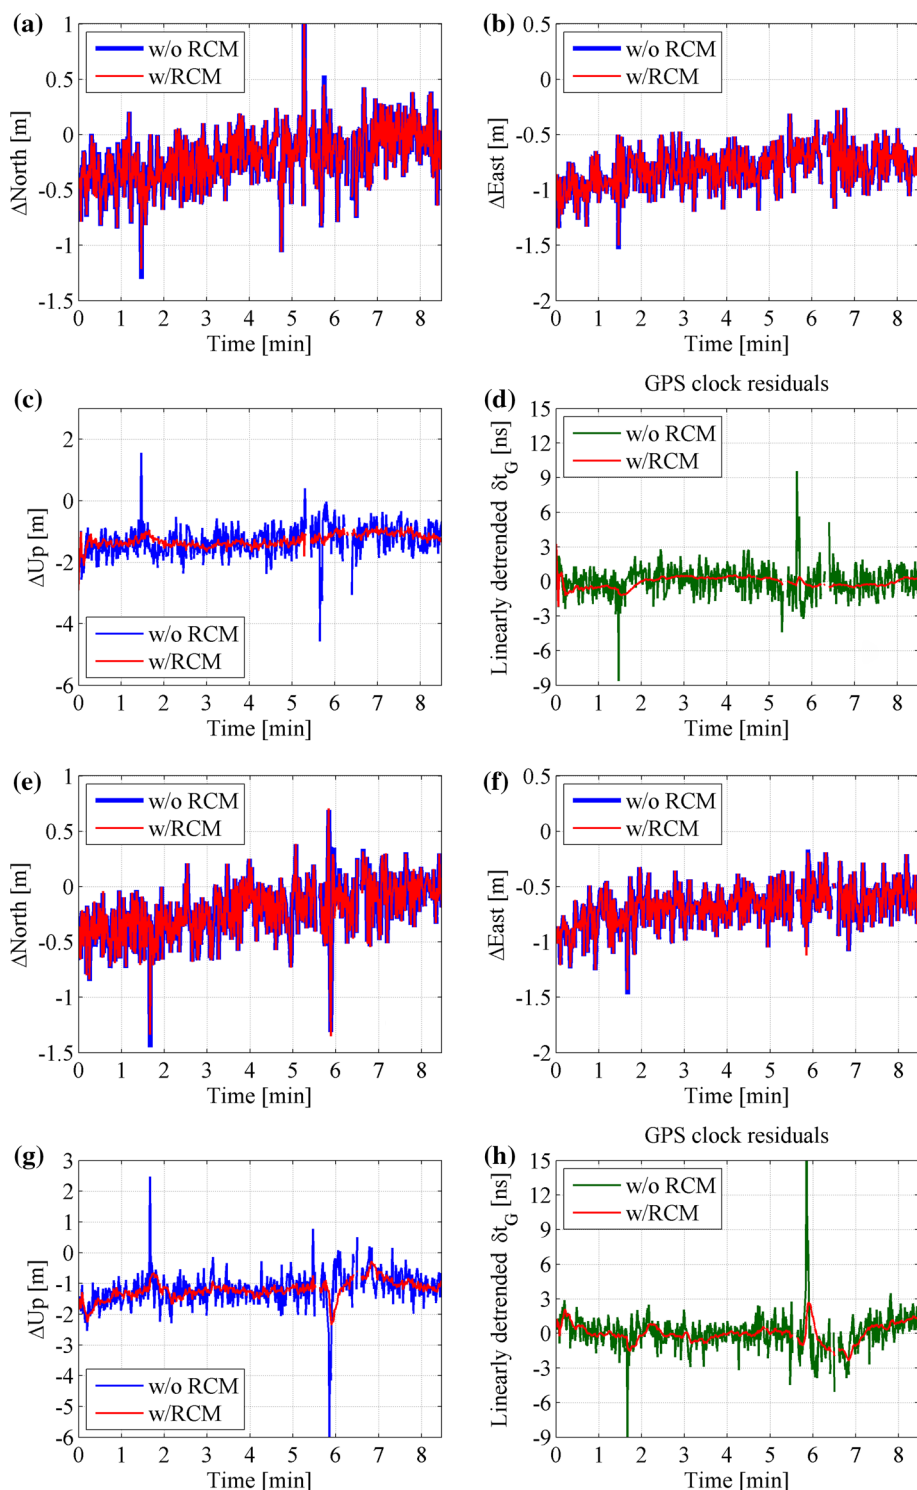 (a)
1
0.5
0
-0.5
-1
-1.5
ΔNorth [m]
w/o RCM
w/RCM
0 1 2 3 4 5 6 7 8
Time [min]
(b)
0.5
0
-0.5
-1
-1.5
-2
ΔEast [m]
w/o RCM
w/RCM
0 1 2 3 4 5 6 7 8
Time [min]
(c)
2
0
-2
-4
-6
ΔUp [m]
w/o RCM
w/RCM
0 1 2 3 4 5 6 7 8
Time [min]
GPS clock residuals
(d)
15
12
9
6
3
0
-3
-6
-9
Linearly detrended δt_G [ns]
w/o RCM
w/RCM
0 1 2 3 4 5 6 7 8
Time [min]
(e)
1
0.5
0
-0.5
-1
-1.5
ΔNorth [m]
w/o RCM
w/RCM
0 1 2 3 4 5 6 7 8
Time [min]
(f)
0.5
0
-0.5
-1
-1.5
-2
ΔEast [m]
w/o RCM
w/RCM
0 1 2 3 4 5 6 7 8
Time [min]
(g)
3
2
1
0
-1
-2
-3
-4
-5
-6
ΔUp [m]
w/o RCM
w/RCM
0 1 2 3 4 5 6 7 8
Time [min]
GPS clock residuals
(h)
15
12
9
6
3
0
-3
-6
-9
Linearly detrended δt_G [ns]
w/o RCM
w/RCM
0 1 2 3 4 5 6 7 8
Time [min]